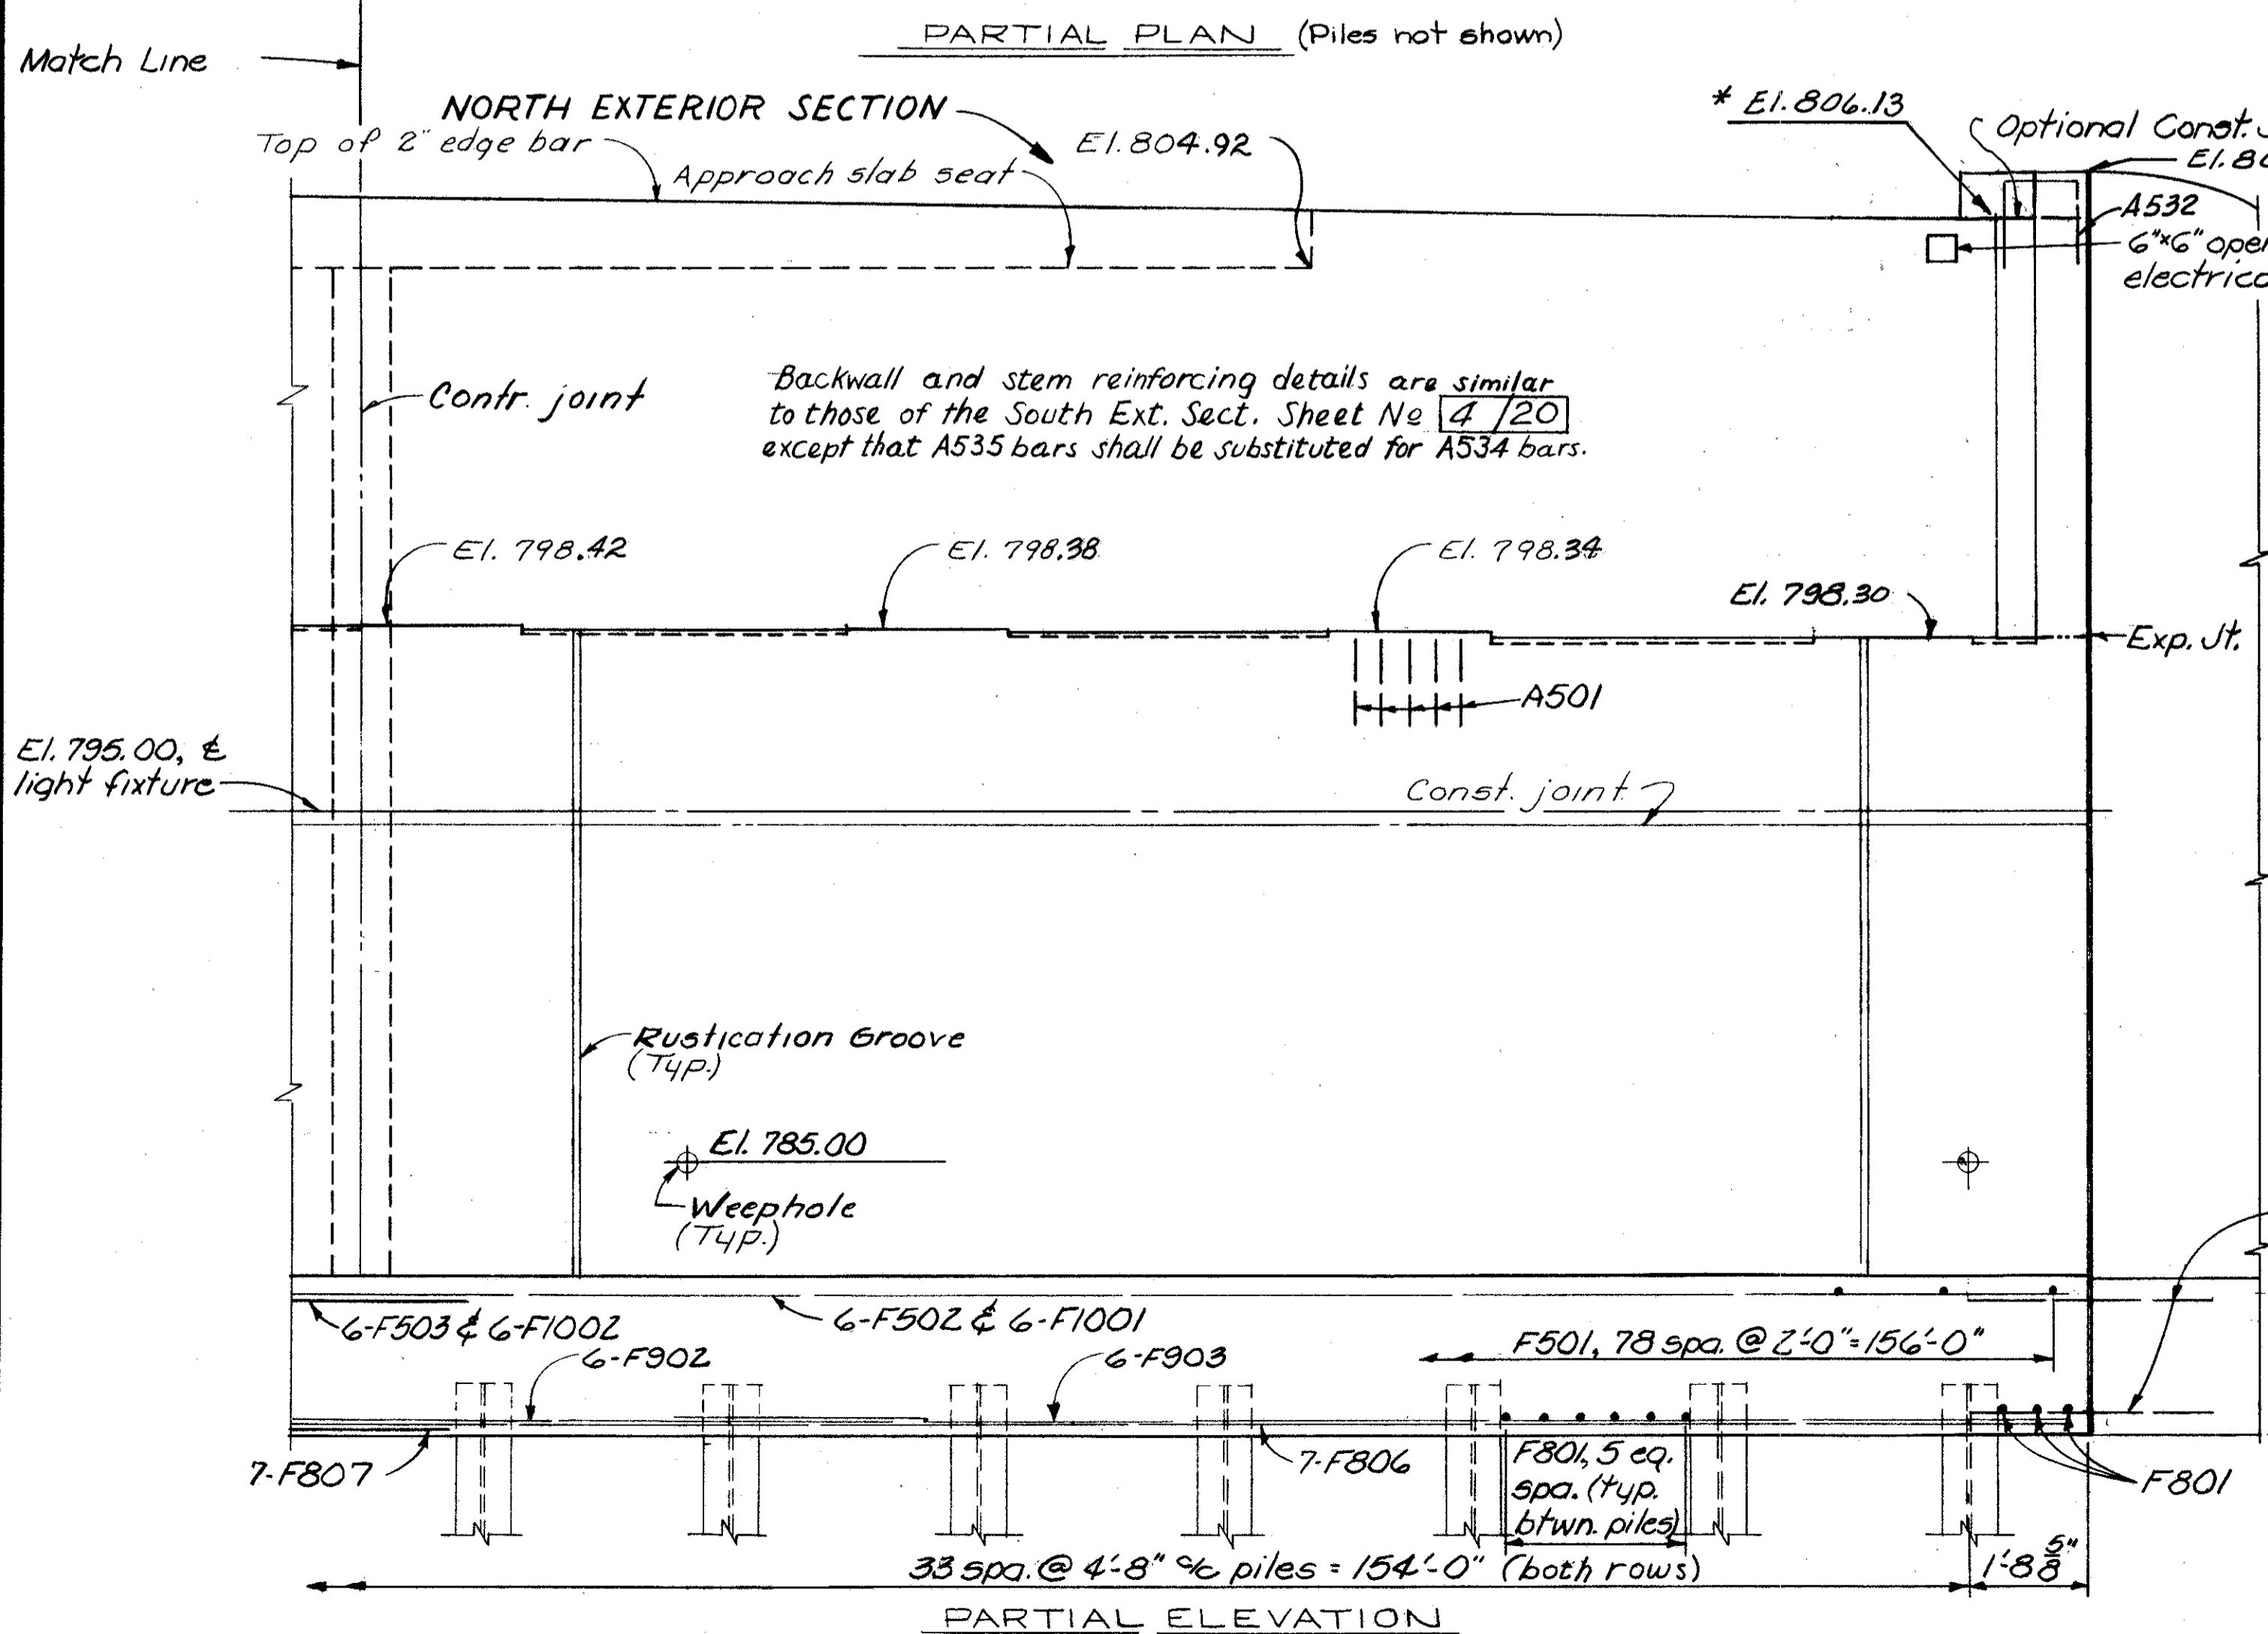 PARTIAL PLAN (Piles not shown)
Match Line
NORTH EXTERIOR SECTION
* El. 806.13
Optional Const.
Top of 2" edge bar
El. 804.92
Approach slab seat
A532
6"x6"
Backwall and stem reinforcing details are similar
to those of the South Ext. Sect. Sheet No 4/20
except that A535 bars shall be substituted for A534 bars.
Contr. joint
El. 798.42
El. 798.38
El. 798.34
El. 798.30
Exp. Jt.
A501
El. 795.00, ℄
light fixture
Const. joint
Rustication Groove
(Typ.)
El. 785.00
Weephole
(Typ.)
6-F503 & 6-F1002
6-F502 & 6-F1001
F501, 78 spa. @ 2'-0" = 156'-0"
6-F902
6-F903
7-F807
7-F806
F801, 5 eq.
spa. (typ.
btwn. piles)
F801
33 spa. @ 4'-8" c/c piles = 154'-0" (both rows)
1'-8 5/8"
PARTIAL ELEVATION